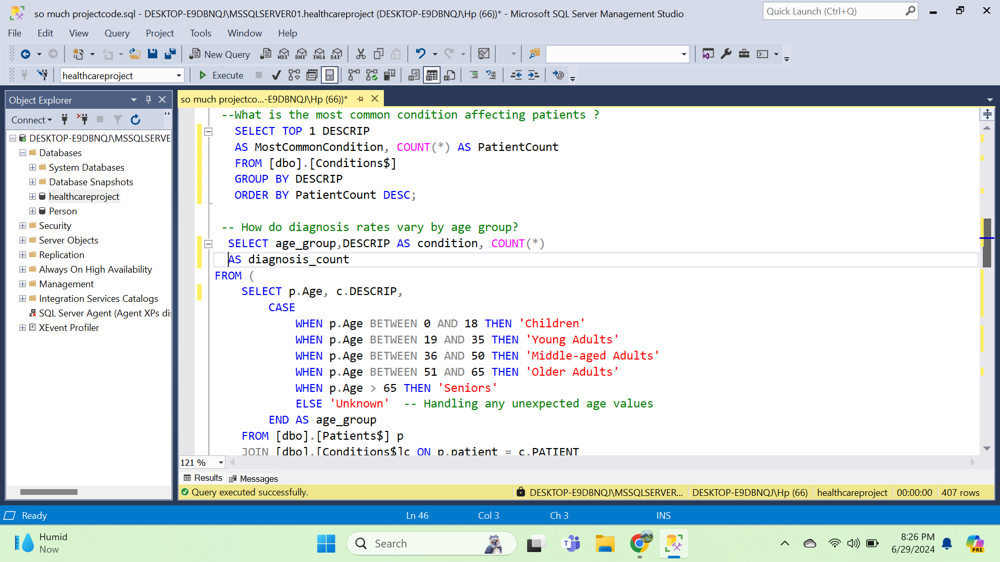 so much projectcode.sql - DESKTOP-E9DBNQJ\MSSQLSERVER01.healthcareproject (DESKTOP-E9DBNQJ\Hp (66))* - Microsoft SQL Server Management Studio
Quick Launch (Ctrl+Q)
File Edit View Query Project Tools Window Help
New Query MDX DMX XMLA DAX
healthcareproject Execute
Object Explorer
so much projectco...-E9DBNQJ\Hp (66))*
Connect
DESKTOP-E9DBNQJ\MSSQLSERVE
Databases
System Databases
Database Snapshots
healthcareproject
Person
Security
Server Objects
Replication
Always On High Availability
Management
Integration Services Catalogs
SQL Server Agent (Agent XPs di
XEvent Profiler
--What is the most common condition affecting patients ?
SELECT TOP 1 DESCRIP
AS MostCommonCondition, COUNT(*) AS PatientCount
FROM [dbo].[Conditions$]
GROUP BY DESCRIP
ORDER BY PatientCount DESC;
-- How do diagnosis rates vary by age group?
SELECT age_group,DESCRIP AS condition, COUNT(*)
AS diagnosis_count
FROM (
SELECT p.Age, c.DESCRIP,
CASE
WHEN p.Age BETWEEN 0 AND 18 THEN 'Children'
WHEN p.Age BETWEEN 19 AND 35 THEN 'Young Adults'
WHEN p.Age BETWEEN 36 AND 50 THEN 'Middle-aged Adults'
WHEN p.Age BETWEEN 51 AND 65 THEN 'Older Adults'
WHEN p.Age > 65 THEN 'Seniors'
ELSE 'Unknown' -- Handling any unexpected age values
END AS age_group
FROM [dbo].[Patients$] p
JOIN [dbo].[Conditions$]c ON p.patient = c.PATIENT
121 %
Results Messages
Query executed successfully. DESKTOP-E9DBNQJ\MSSQLSERVER... DESKTOP-E9DBNQJ\Hp (66) healthcareproject 00:00:00 407 rows
Ready Ln 46 Col 3 Ch 3 INS
Humid
Now
Search
8:26 PM
6/29/2024
PRE